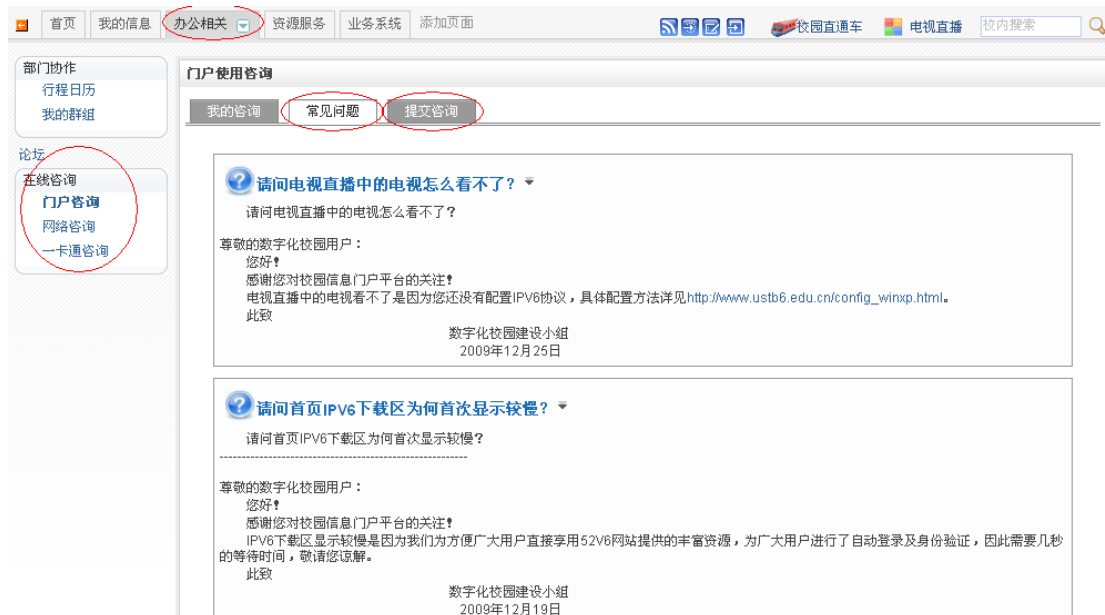 首页 我的信息 办公相关 资源服务 业务系统 添加页面 校园直通车 电视直播 校内搜索
部门协作
行程日历
我的群组
论坛
在线咨询
门户咨询
网络咨询
一卡通咨询
门户使用咨询
我的咨询 常见问题 提交咨询
请问电视直播中的电视怎么看不了?
请问电视直播中的电视怎么看不了?
尊敬的数字化校园用户:
您好!
感谢您对校园信息门户平台的关注!
电视直播中的电视看不了是因为您还没有配置IPV6协议,具体配置方法详见http://www.ustb6.edu.cn/config_winxp.html。
此致
数字化校园建设小组
2009年12月25日
请问首页IPV6下载区为何首次显示较慢?
请问首页IPV6下载区为何首次显示较慢?
--------------------------------------------------------
尊敬的数字化校园用户:
您好!
感谢您对校园信息门户平台的关注!
IPV6下载区显示较慢是因为我们为方便广大用户直接享用52V6网站提供的丰富资源,为广大用户进行了自动登录及身份验证,因此需要几秒
的等待时间,敬请您谅解。
此致
数字化校园建设小组
2009年12月19日